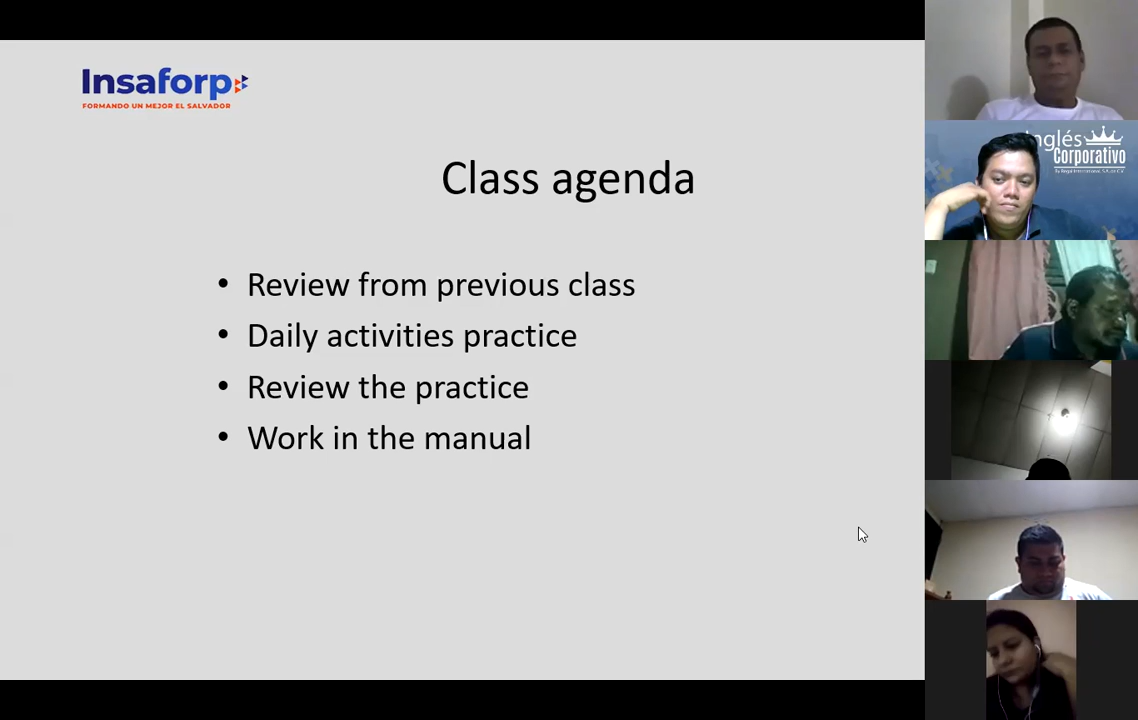 Insaforp
FORMANDO UN MEJOR EL SALVADOR
Class agenda
• Review from previous class
• Daily activities practice
• Review the practice
• Work in the manual
Inglés
Corporativo